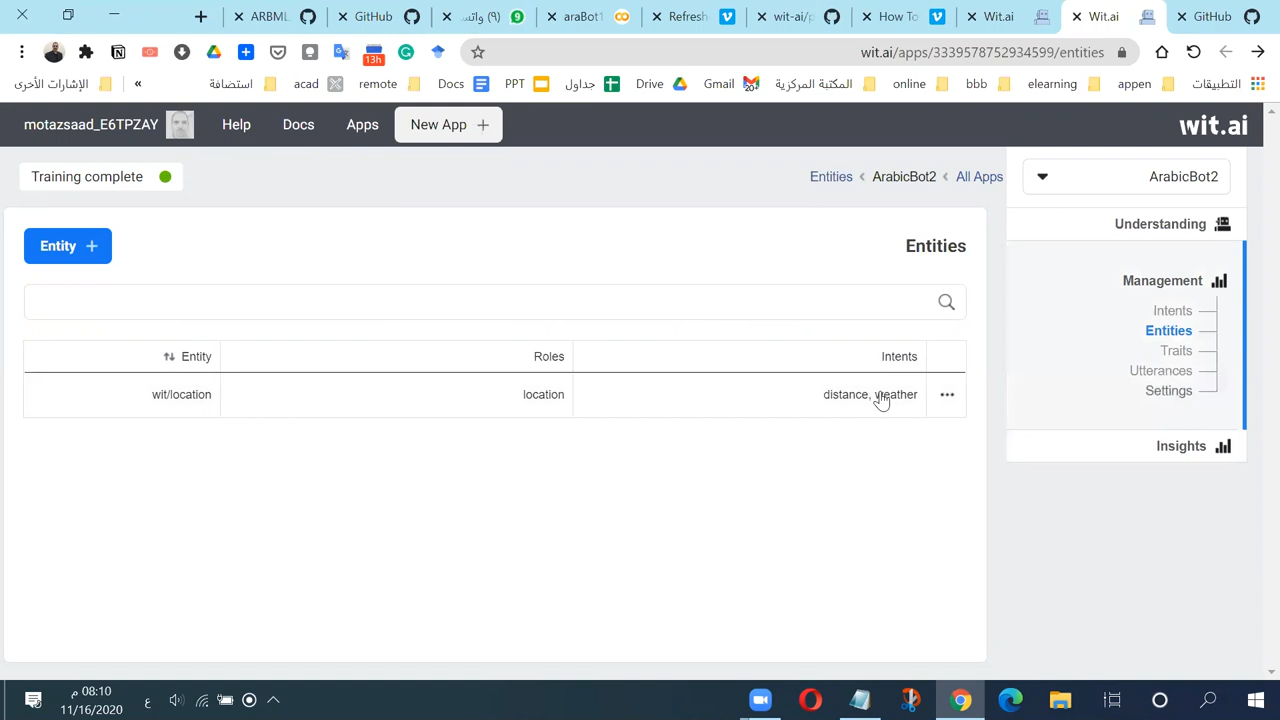 ARBML
GitHub
(٩) واتس
9
araBot1
Refresh
wit-ai/p
How To
Wit.ai
Wit.ai
GitHub
13h
wit.ai/apps/3339578752934599/entities
الإشارات الأخرى
«
استضافة
acad
remote
Docs
PPT
جداول
Drive
Gmail
المكتبة المركزية
online
bbb
elearning
appen
التطبيقات
motazsaad_E6TPZAY
Help
Docs
Apps
New App +
wit.ai
Training complete
Entities < ArabicBot2 < All Apps
ArabicBot2
Understanding
Entity +
Entities
Management
Intents
Entities
Traits
Utterances
Settings
Insights
Entity
Roles
Intents
wit/location
location
distance, weather
08:10 م
11/16/2020
ع